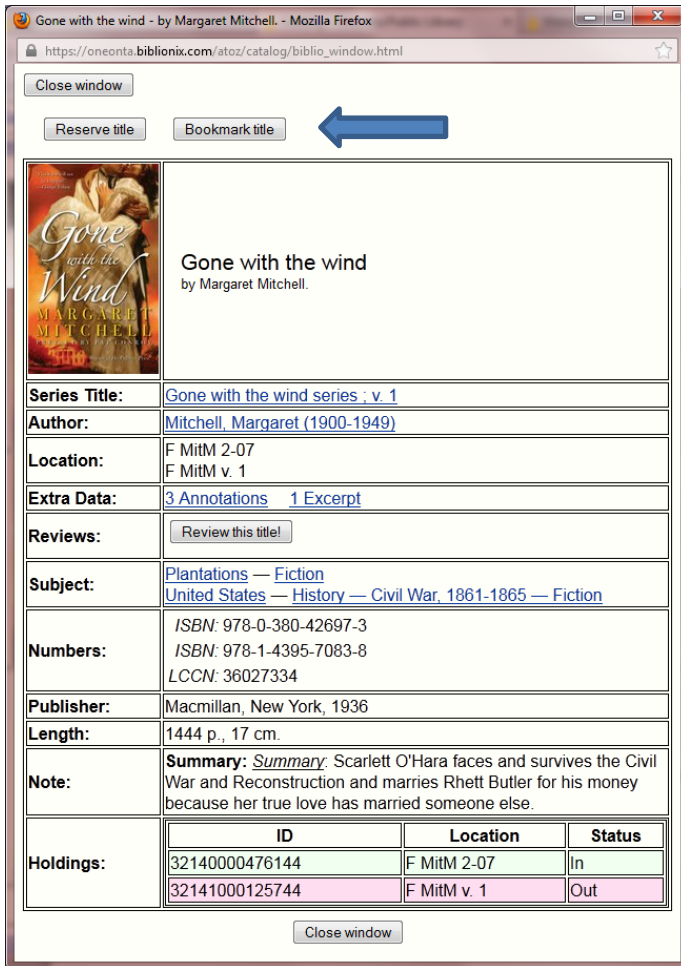 Gone with the wind - by Margaret Mitchell. - Mozilla Firefox
https://oneonta.biblionix.com/atoz/catalog/biblio_window.html
Close window
Reserve title Bookmark title
Gone
with the
Wind
MARGARET
MITCHELL
Gone with the wind
by Margaret Mitchell.
Series Title: Gone with the wind series ; v. 1
Author: Mitchell, Margaret (1900-1949)
Location: F MitM 2-07
F MitM v. 1
Extra Data: 3 Annotations 1 Excerpt
Reviews: Review this title!
Subject: Plantations — Fiction
United States — History — Civil War, 1861-1865 — Fiction
Numbers: ISBN: 978-0-380-42697-3
ISBN: 978-1-4395-7083-8
LCCN: 36027334
Publisher: Macmillan, New York, 1936
Length: 1444 p., 17 cm.
Note: Summary: Summary: Scarlett O'Hara faces and survives the Civil
War and Reconstruction and marries Rhett Butler for his money
because her true love has married someone else.
Holdings: ID Location Status
32140000476144 F MitM 2-07 In
32141000125744 F MitM v. 1 Out
Close window